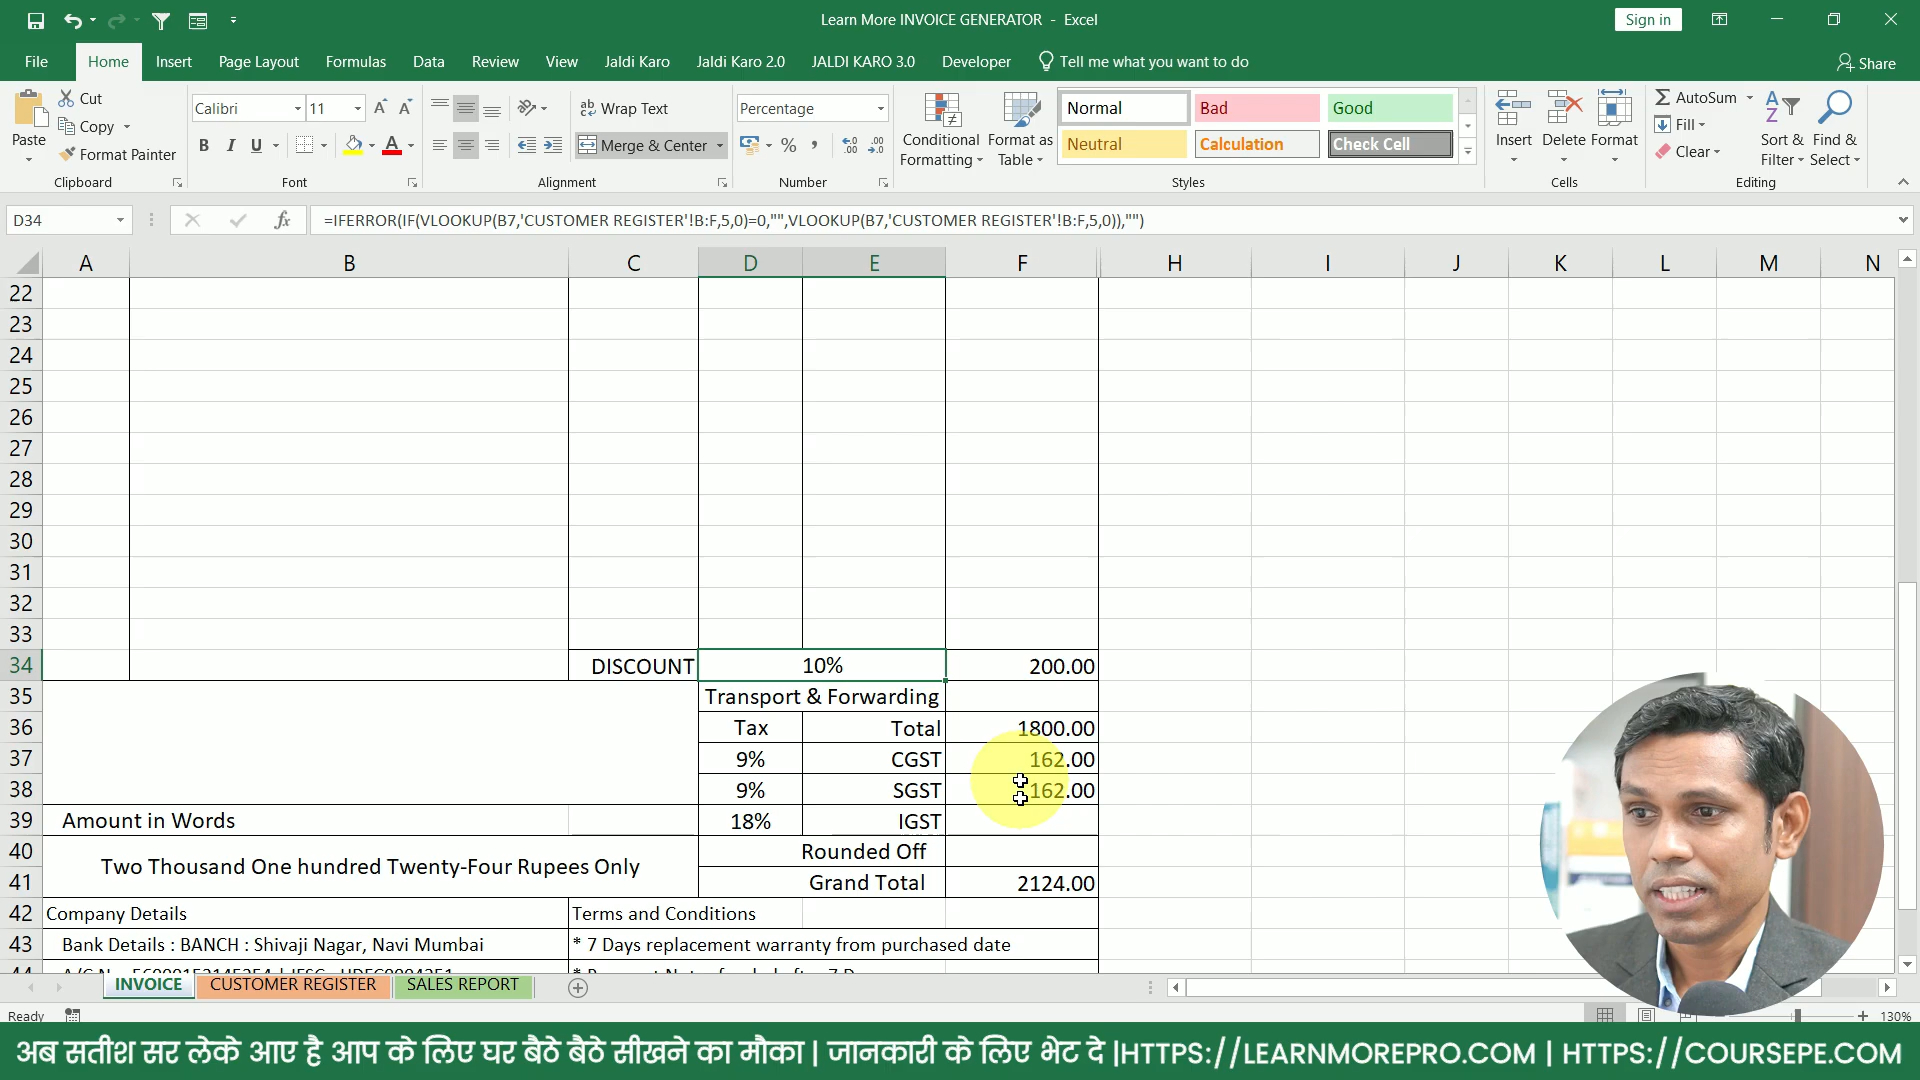 Learn More INVOICE GENERATOR - Excel
Sign in
File Home Insert Page Layout Formulas Data Review View Jaldi Karo Jaldi Karo 2.0 JALDI KARO 3.0 Developer Tell me what you want to do Share
Paste
Cut
Copy
Format Painter
Clipboard
Calibri 11
B I U
Font
Wrap Text
Merge & Center
Alignment
Percentage
Number
Conditional Formatting
Format as Table
Normal Bad Good
Neutral Calculation Check Cell
Styles
Insert Delete Format
Cells
AutoSum
Fill
Clear
Sort & Filter
Find & Select
Editing
D34 =IFERROR(IF(VLOOKUP(B7,'CUSTOMER REGISTER'!B:F,5,0)=0,"",VLOOKUP(B7,'CUSTOMER REGISTER'!B:F,5,0)),"")
A B C D E F H I J K L M N
22
23
24
25
26
27
28
29
30
31
32
33
34 DISCOUNT 10% 200.00
35 Transport & Forwarding
36 Tax Total 1800.00
37 9% CGST 162.00
38 9% SGST 162.00
39 Amount in Words 18% IGST
40 Rounded Off
Two Thousand One hundred Twenty-Four Rupees Only
41 Grand Total 2124.00
42 Company Details Terms and Conditions
43 Bank Details : BANCH : Shivaji Nagar, Navi Mumbai * 7 Days replacement warranty from purchased date
INVOICE CUSTOMER REGISTER SALES REPORT
Ready 130%
अब सतीश सर लेके आए है आप के लिए घर बैठे बैठे सीखने का मौका | जानकारी के लिए भेट दे |HTTPS://LEARNMOREPRO.COM | HTTPS://COURSEPE.COM